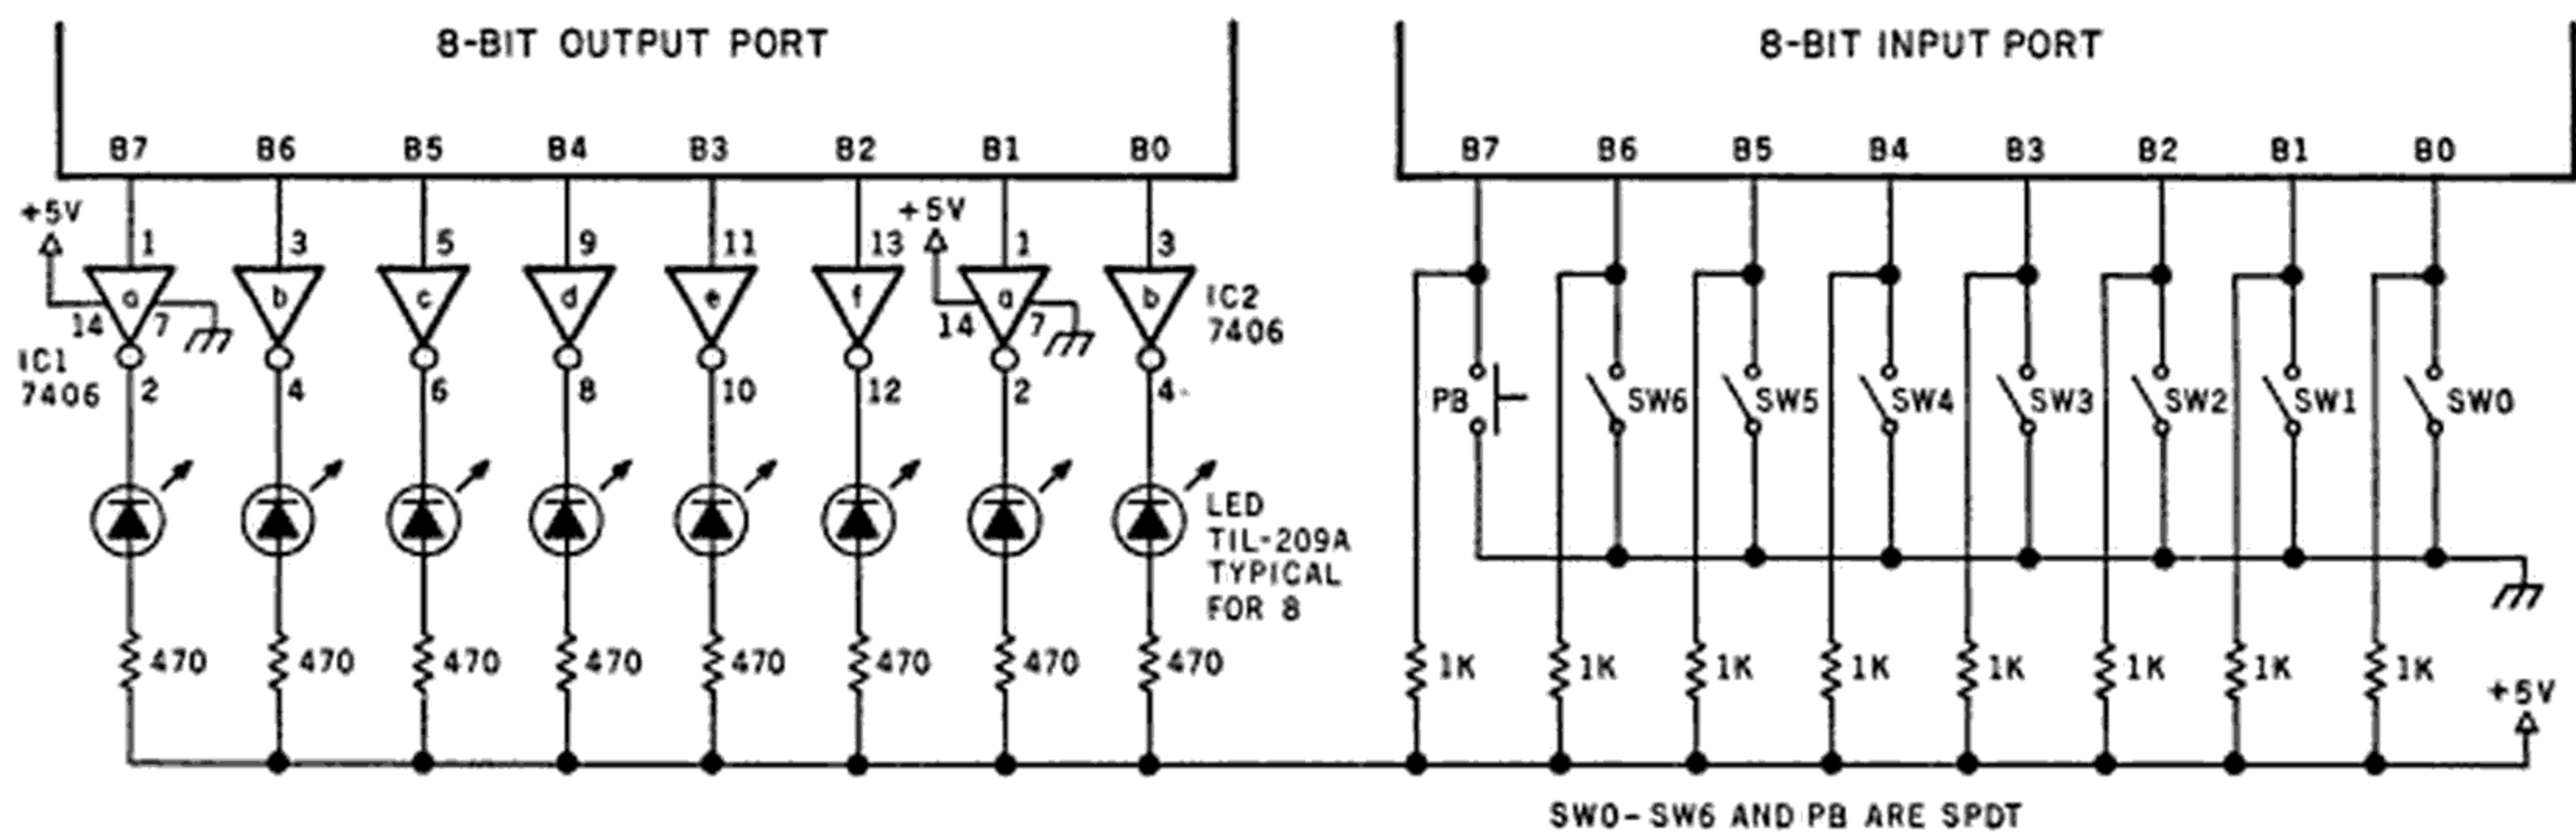 8-BIT OUTPUT PORT
8-BIT INPUT PORT
B7 B6 B5 B4 B3 B2 B1 B0
B7 B6 B5 B4 B3 B2 B1 B0
+5V +5V
1 3 5 9 11 13 1 3
a b c d e f a b
14 7 14 7
IC2
7406
IC1
7406
2 4 6 8 10 12 2 4
PB SW6 SW5 SW4 SW3 SW2 SW1 SW0
LED
TIL-209A
TYPICAL
FOR 8
470 470 470 470 470 470 470 470
1K 1K 1K 1K 1K 1K 1K 1K
+5V
SW0-SW6 AND PB ARE SPDT